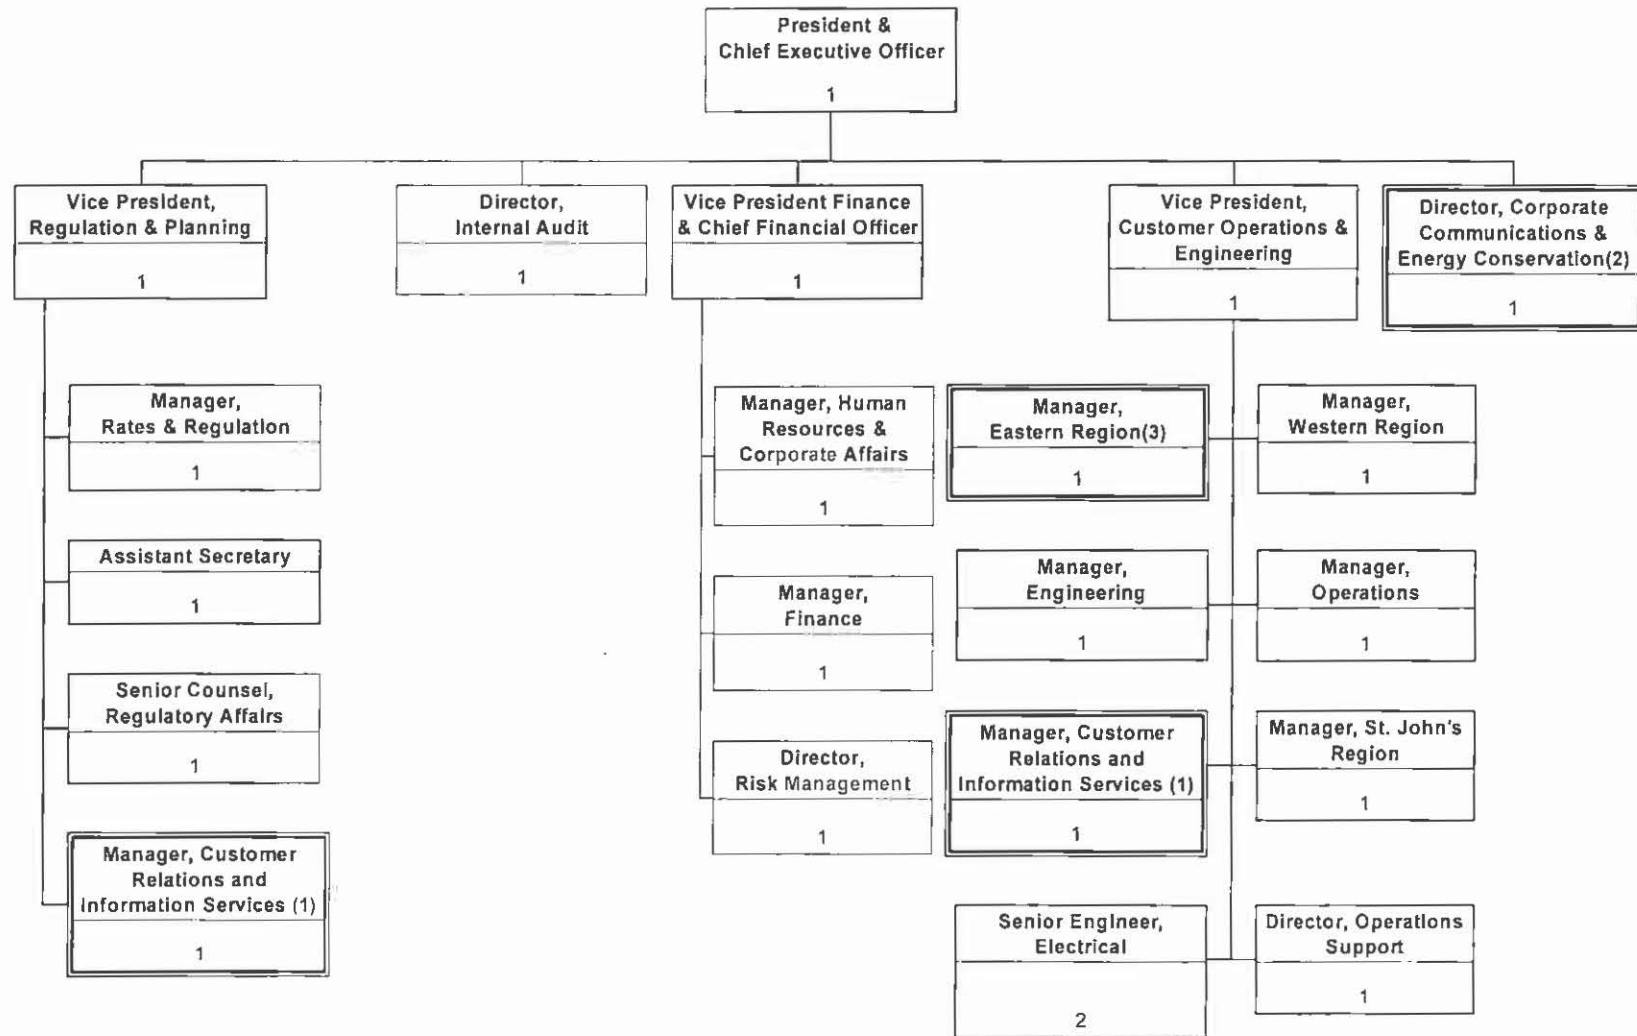 President &
Chief Executive Officer
1
Vice President,
Regulation & Planning
1
Director,
Internal Audit
1
Vice President Finance
& Chief Financial Officer
1
Vice President,
Customer Operations &
Engineering
1
Director, Corporate
Communications &
Energy Conservation(2)
1
Manager,
Rates & Regulation
1
Assistant Secretary
1
Senior Counsel,
Regulatory Affairs
1
Manager, Customer
Relations and
Information Services (1)
1
Manager, Human
Resources &
Corporate Affairs
1
Manager,
Finance
1
Director,
Risk Management
1
Manager,
Eastern Region(3)
1
Manager,
Western Region
1
Manager,
Engineering
1
Manager,
Operations
1
Manager, Customer
Relations and
Information Services (1)
1
Manager, St. John's
Region
1
Senior Engineer,
Electrical
2
Director, Operations
Support
1